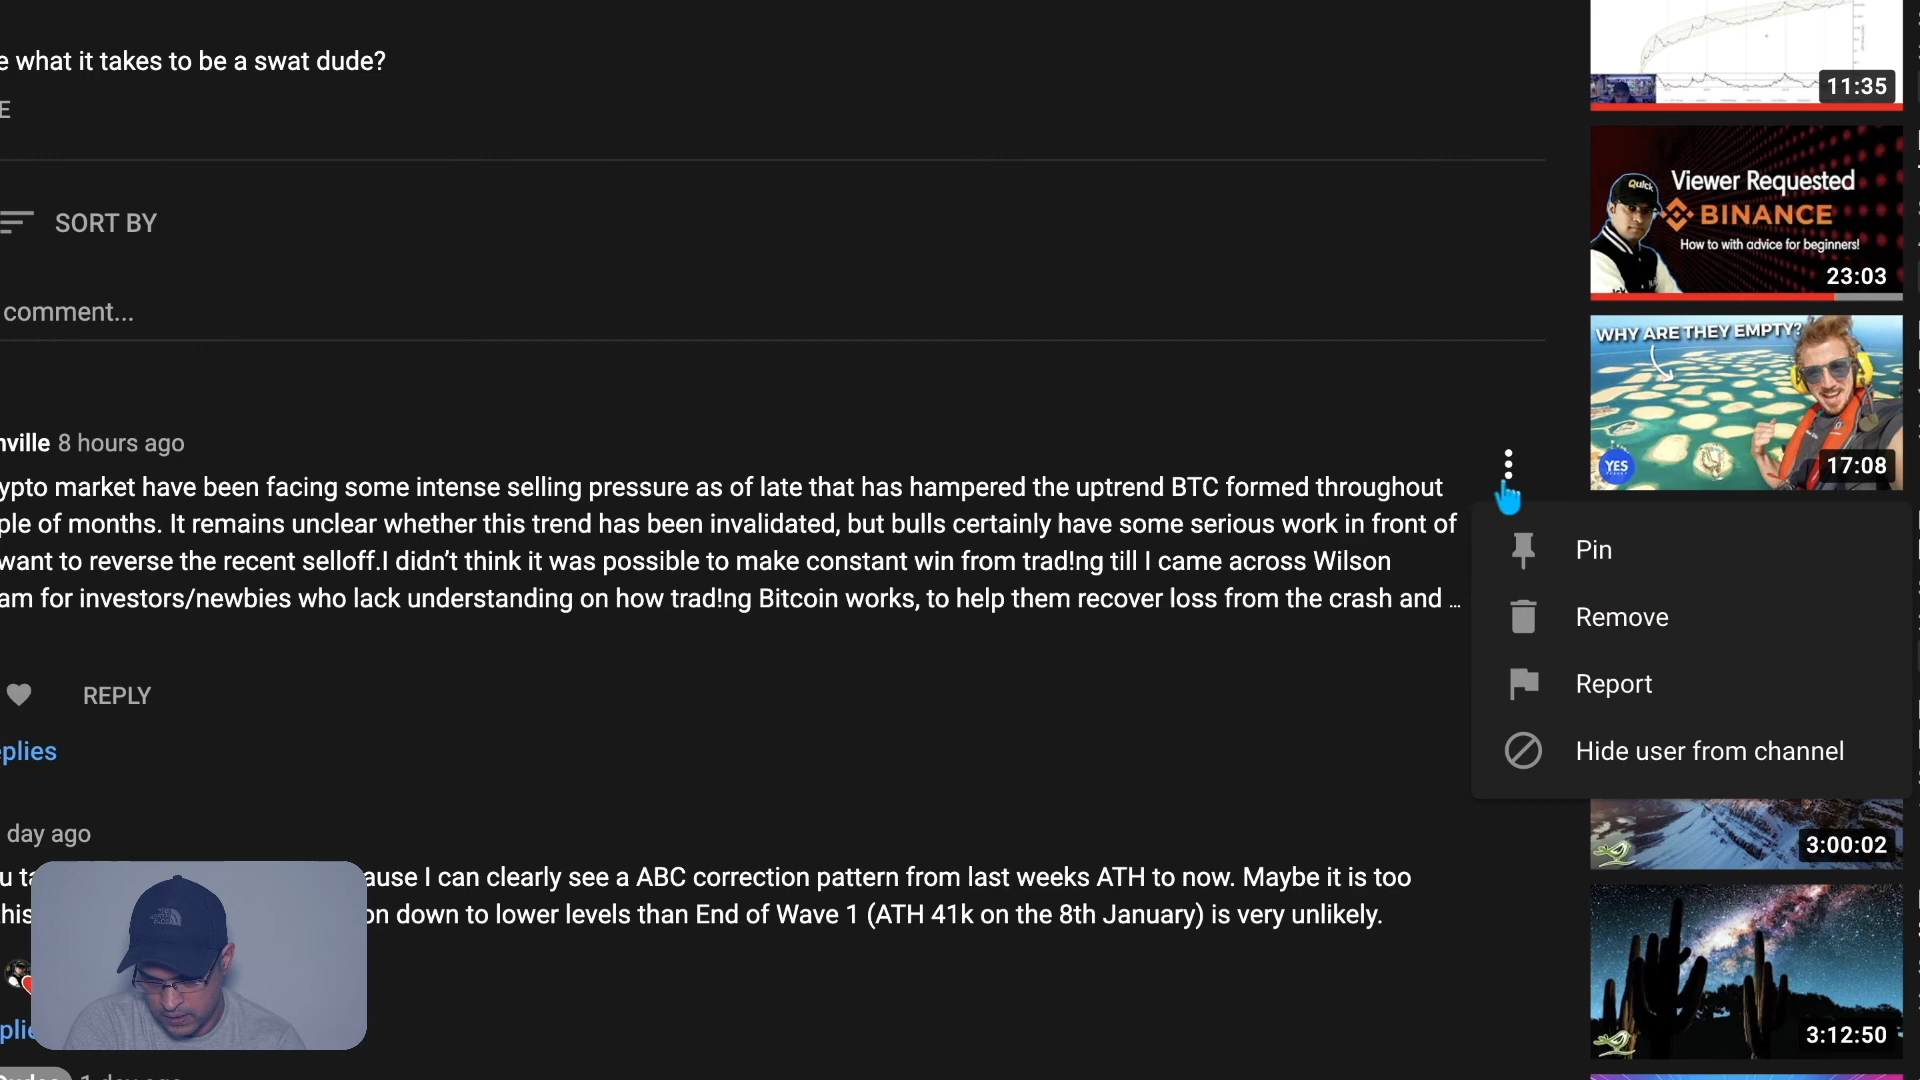 e what it takes to be a swat dude?
E
SORT BY
comment...
nville 8 hours ago
ypto market have been facing some intense selling pressure as of late that has hampered the uptrend BTC formed throughout
ple of months. It remains unclear whether this trend has been invalidated, but bulls certainly have some serious work in front of
want to reverse the recent selloff.I didn’t think it was possible to make constant win from trad!ng till I came across Wilson
am for investors/newbies who lack understanding on how trad!ng Bitcoin works, to help them recover loss from the crash and ...
REPLY
eplies
day ago
u ta
ause I can clearly see a ABC correction pattern from last weeks ATH to now. Maybe it is too
his
on down to lower levels than End of Wave 1 (ATH 41k on the 8th January) is very unlikely.
plie
1 day ago
Pin
Remove
Report
Hide user from channel
11:35
Quick
Viewer Requested
BINANCE
How to with advice for beginners!
23:03
WHY ARE THEY EMPTY?
YES
17:08
3:00:02
3:12:50